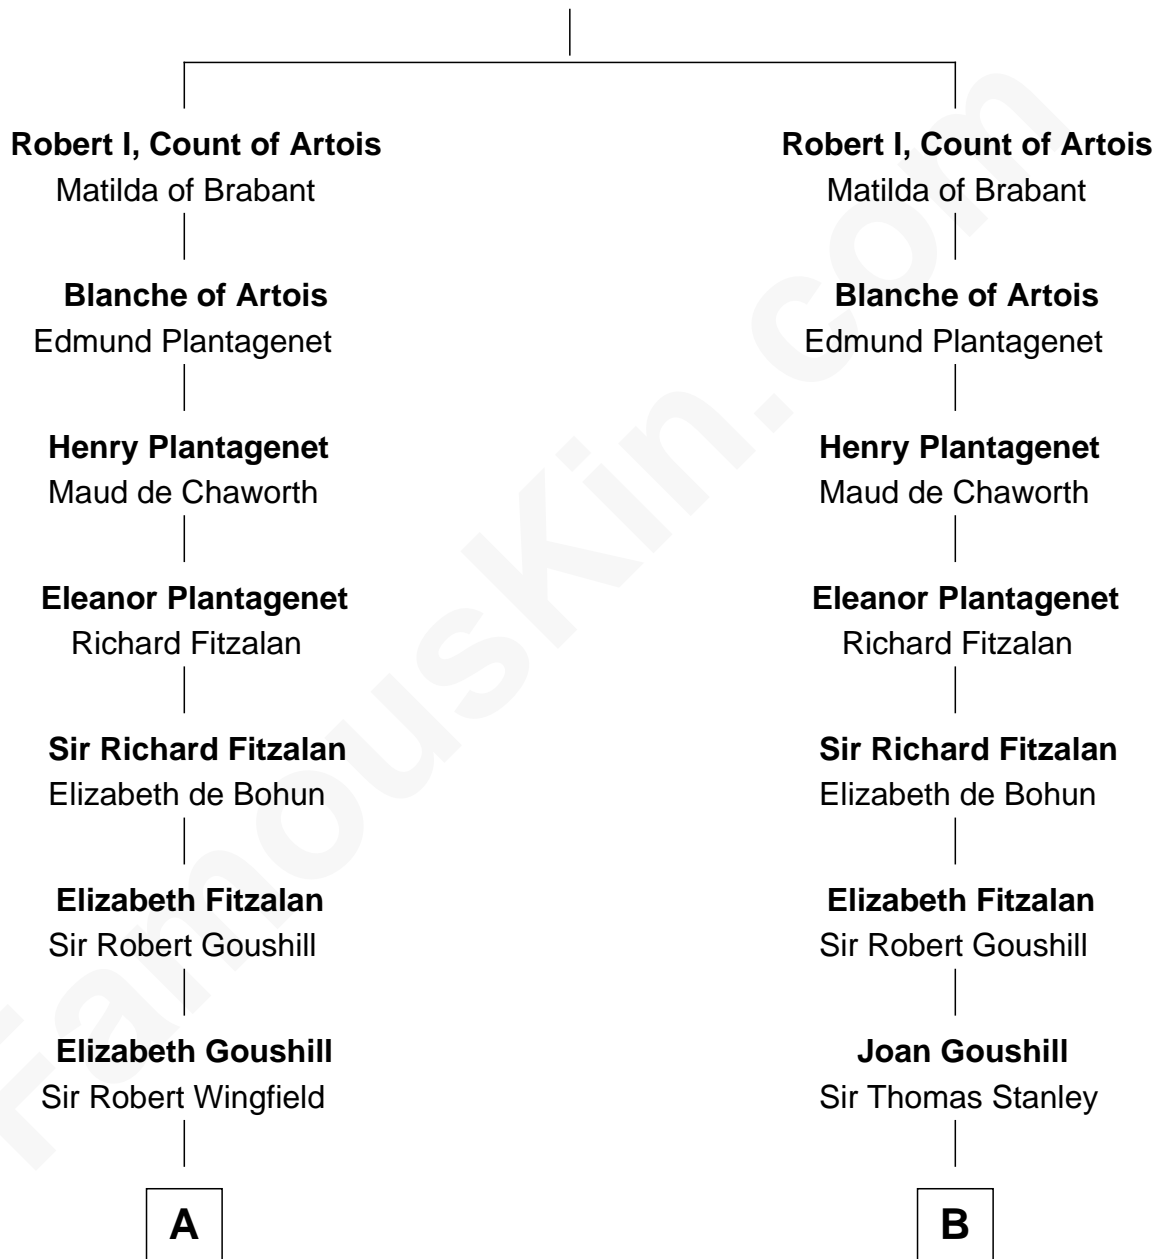 Robert I, Count of Artois
Matilda of Brabant
Blanche of Artois
Edmund Plantagenet
Henry Plantagenet
Maud de Chaworth
Eleanor Plantagenet
Richard Fitzalan
Sir Richard Fitzalan
Elizabeth de Bohun
Elizabeth Fitzalan
Sir Robert Goushill
Elizabeth Goushill
Sir Robert Wingfield
A
Robert I, Count of Artois
Matilda of Brabant
Blanche of Artois
Edmund Plantagenet
Henry Plantagenet
Maud de Chaworth
Eleanor Plantagenet
Richard Fitzalan
Sir Richard Fitzalan
Elizabeth de Bohun
Elizabeth Fitzalan
Sir Robert Goushill
Joan Goushill
Sir Thomas Stanley
B
FamousKin.com